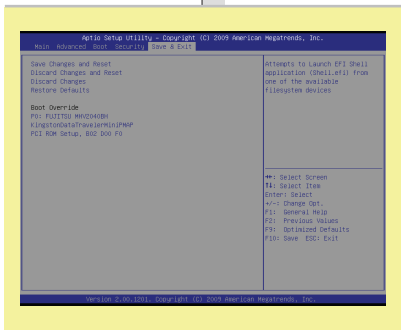 Aptio Setup Utility - Copyright (C) 2009 American Megatrends, Inc.
Main Advanced Boot Security Save & Exit
Save Changes and Reset
Discard Changes and Reset
Discard Changes
Restore Defaults
Boot Override
P0: FUJITSU MHV2040BH
KingstonDataTravelerMiniPMAP
PCI ROM Setup, B02 D00 F0
Attempts to Launch EFI Shell
application (Shell.efi) from
one of the available
filesystem devices
→←: Select Screen
↑↓: Select Item
Enter: Select
+/-: Change Opt.
F1: General Help
F2: Previous Values
F9: Optimized Defaults
F10: Save ESC: Exit
Version 2.00.1201. Copyright (C) 2009 American Megatrends, Inc.